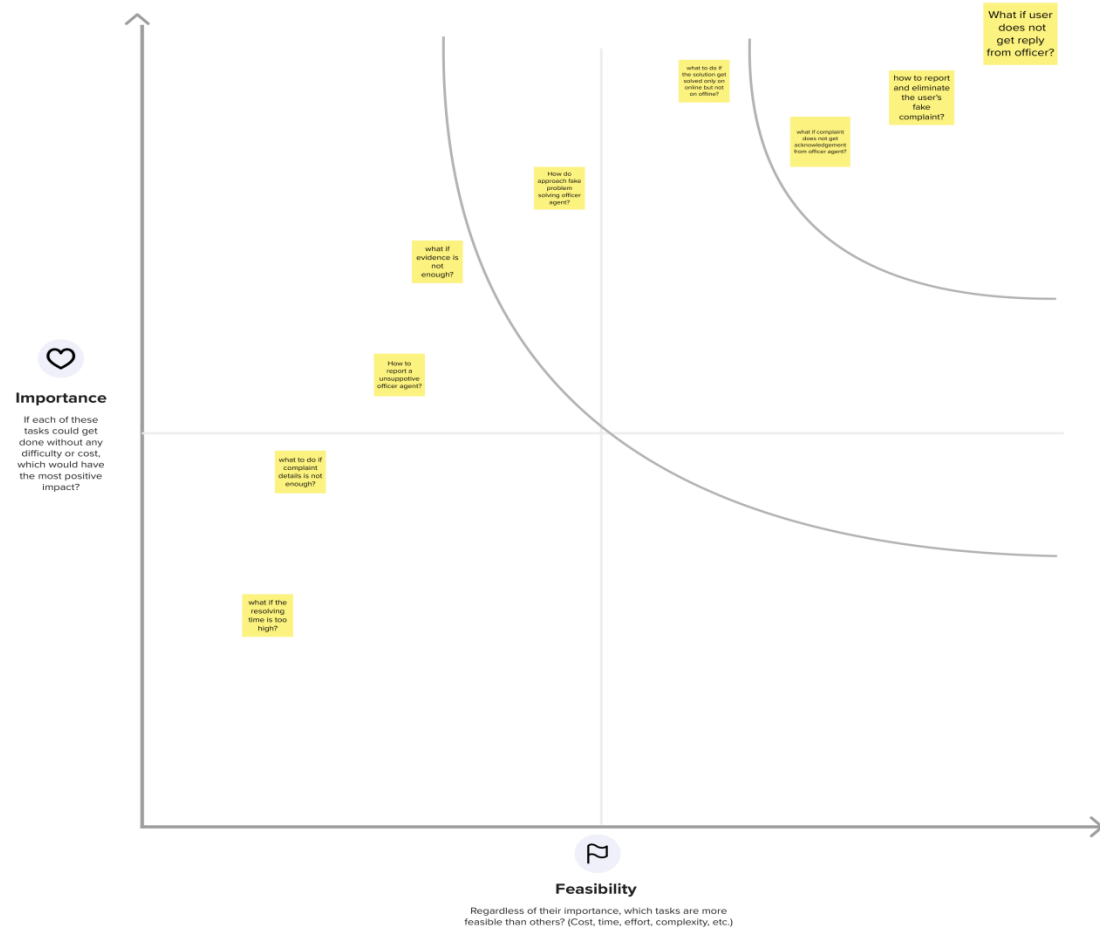 What if user
does not
get reply
from officer?
what to do if
the solution get
solved only on
online but not
on offline?
how to report
and eliminate
the user's
fake
complaint?
what if complaint
does not get
acknowledgement
from officer agent?
How do
approach fake
problem
solving officer
agent?
what if
evidence is
not
enough?
How to
report a
unsuppotive
officer agent?
Importance
If each of these
tasks could get
done without any
difficulty or cost,
which would have
the most positive
impact?
what to do if
complaint
details is not
enough?
what if the
resolving
time is too
high?
Feasibility
Regardless of their importance, which tasks are more
feasible than others? (Cost, time, effort, complexity, etc.)